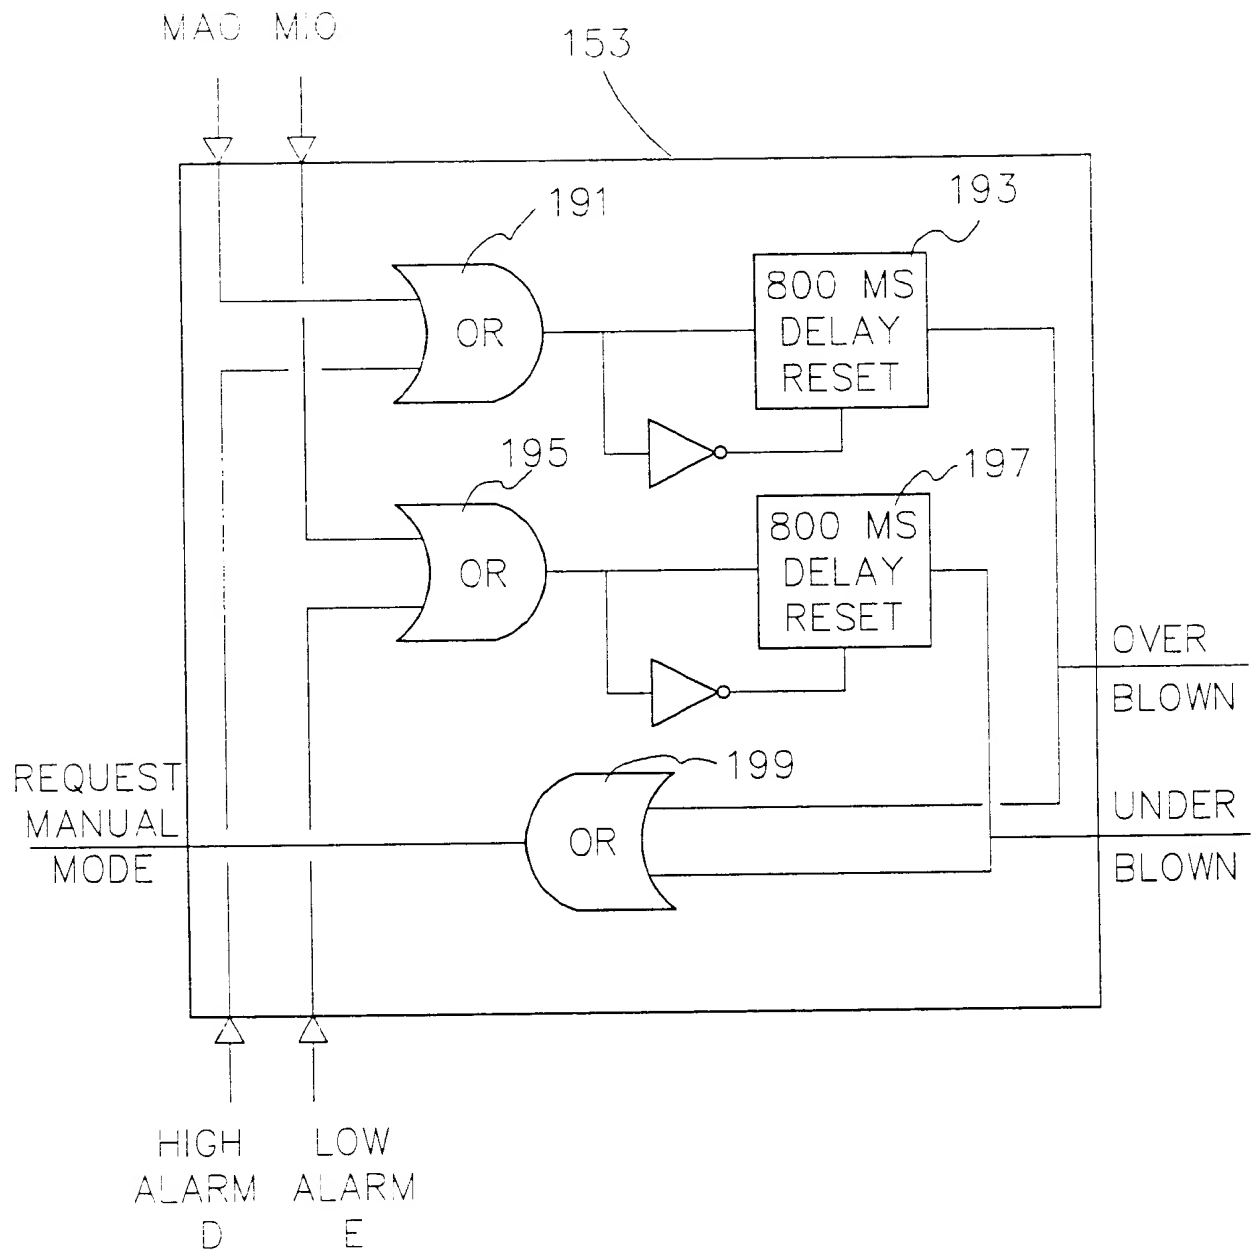 MAO MIO
153
191
193
OR
800 MS
DELAY
RESET
195
197
OR
800 MS
DELAY
RESET
OVER
BLOWN
199
REQUEST
MANUAL
MODE
OR
UNDER
BLOWN
HIGH
ALARM
D
LOW
ALARM
E